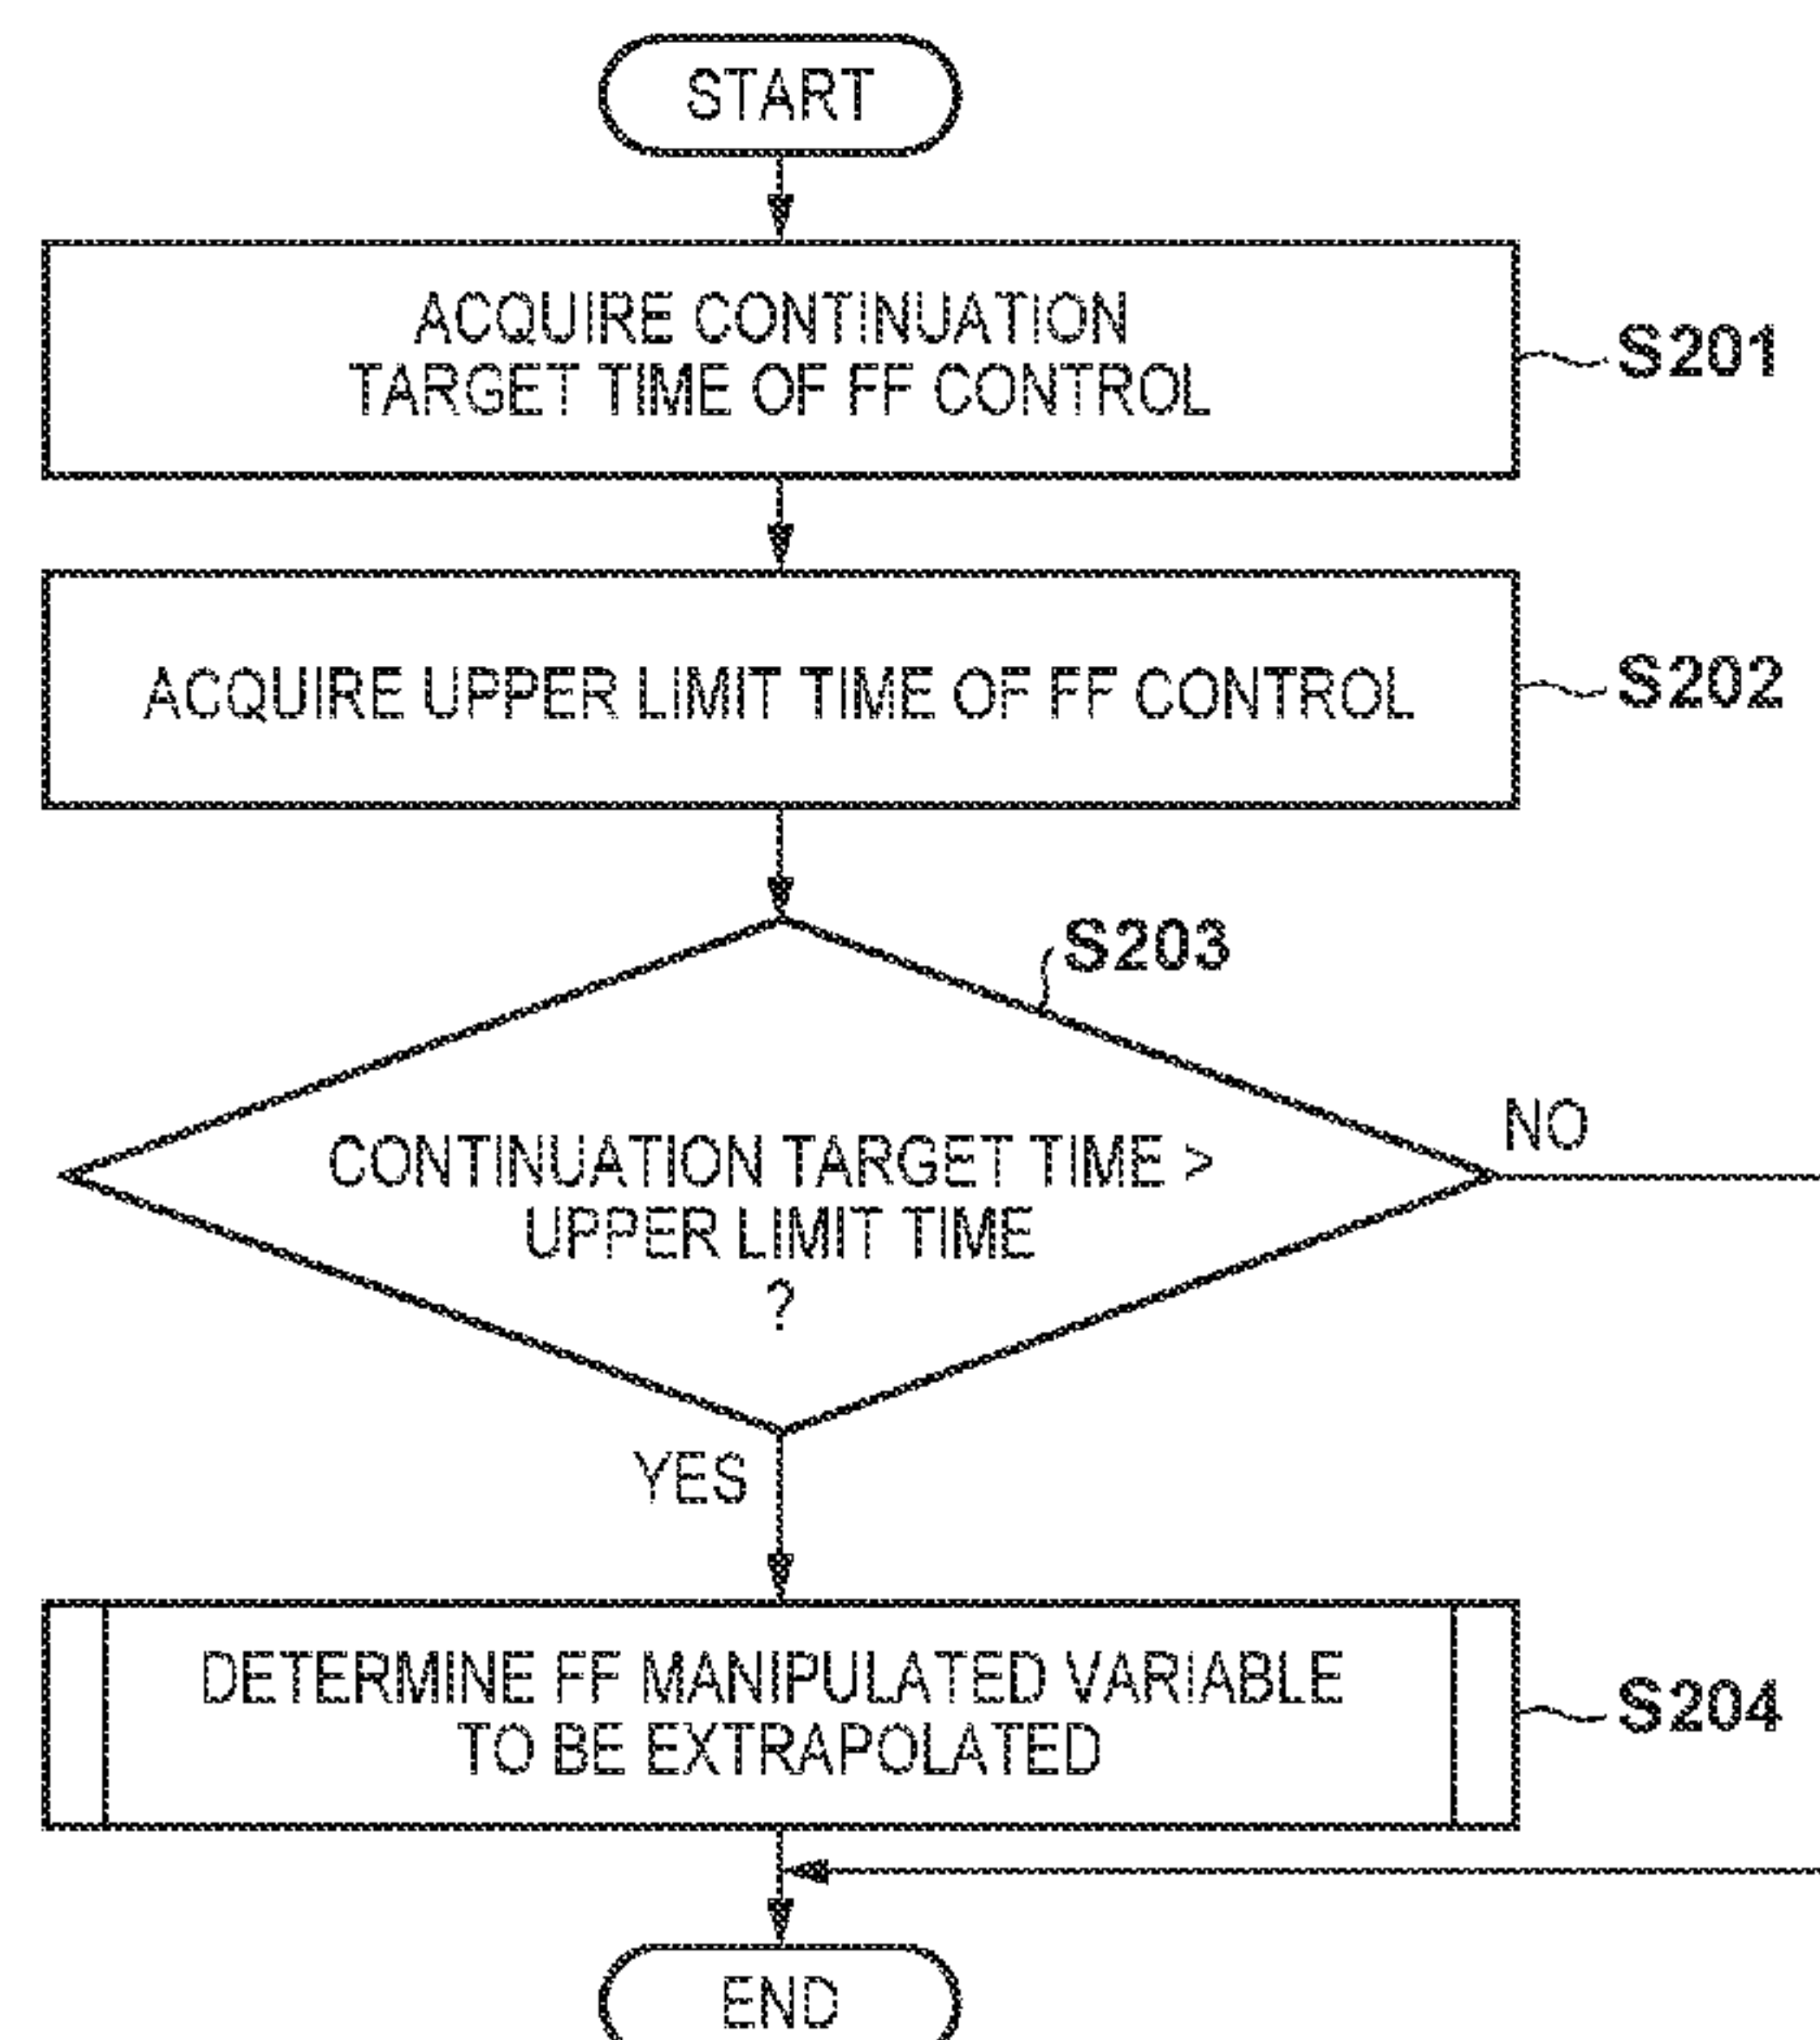 START
ACQUIRE CONTINUATION
TARGET TIME OF FF CONTROL
S201
ACQUIRE UPPER LIMIT TIME OF FF CONTROL
S202
S203
CONTINUATION TARGET TIME >
UPPER LIMIT TIME
?
NO
YES
DETERMINE FF MANIPULATED VARIABLE
TO BE EXTRAPOLATED
S204
END